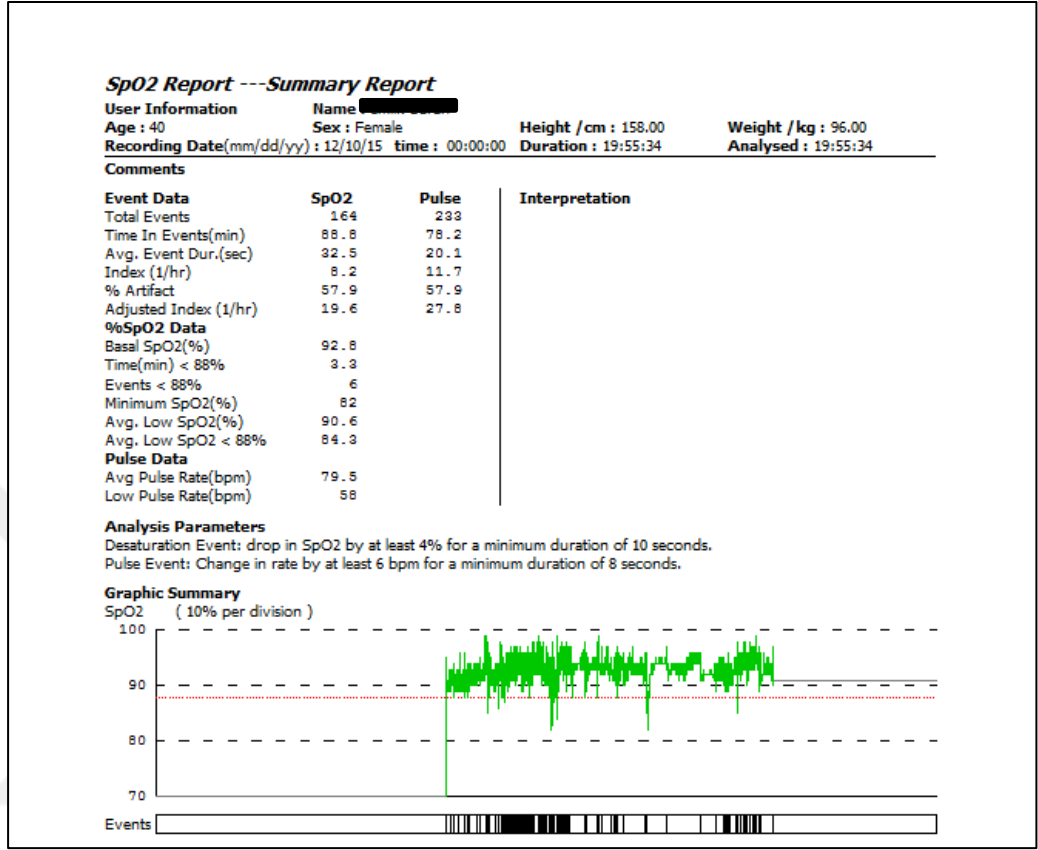 SpO2 Report ---Summary Report
User Information Name
Age : 40 Sex : Female Height /cm : 158.00 Weight /kg : 96.00
Recording Date(mm/dd/yy) : 12/10/15 time : 00:00:00 Duration : 19:55:34 Analysed : 19:55:34
Comments
Event Data SpO2 Pulse Interpretation
Total Events 164 233
Time In Events(min) 88.8 78.2
Avg. Event Dur.(sec) 32.5 20.1
Index (1/hr) 8.2 11.7
% Artifact 57.9 57.9
Adjusted Index (1/hr) 19.6 27.8
%SpO2 Data
Basal SpO2(%) 92.8
Time(min) < 88% 3.3
Events < 88% 6
Minimum SpO2(%) 82
Avg. Low SpO2(%) 90.6
Avg. Low SpO2 < 88% 84.3
Pulse Data
Avg Pulse Rate(bpm) 79.5
Low Pulse Rate(bpm) 58
Analysis Parameters
Desaturation Event: drop in SpO2 by at least 4% for a minimum duration of 10 seconds.
Pulse Event: Change in rate by at least 6 bpm for a minimum duration of 8 seconds.
Graphic Summary
SpO2 ( 10% per division )
100
90
80
70
Events